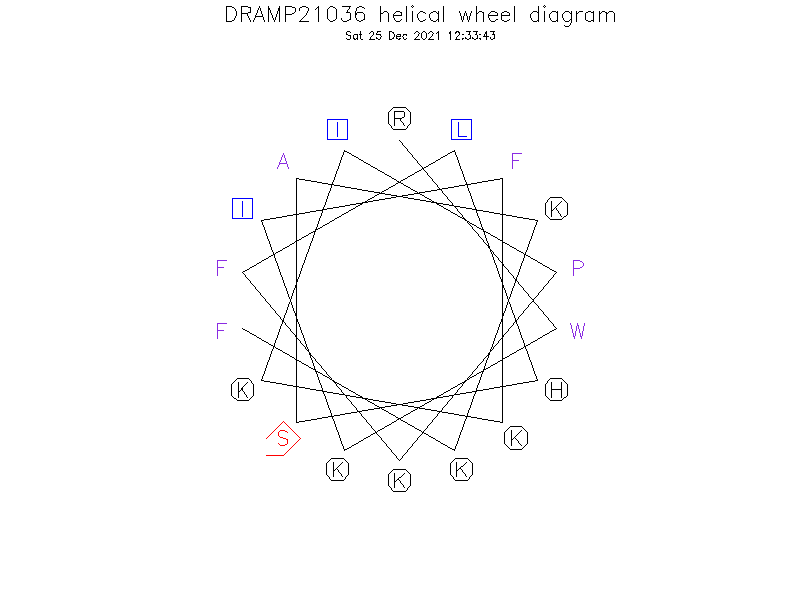 DRAMP21036 helical wheel diagram
Sat 25 Dec 2021 12:33:43
R
I L
A F
I K
F P
F W
K H
S K
K K
K